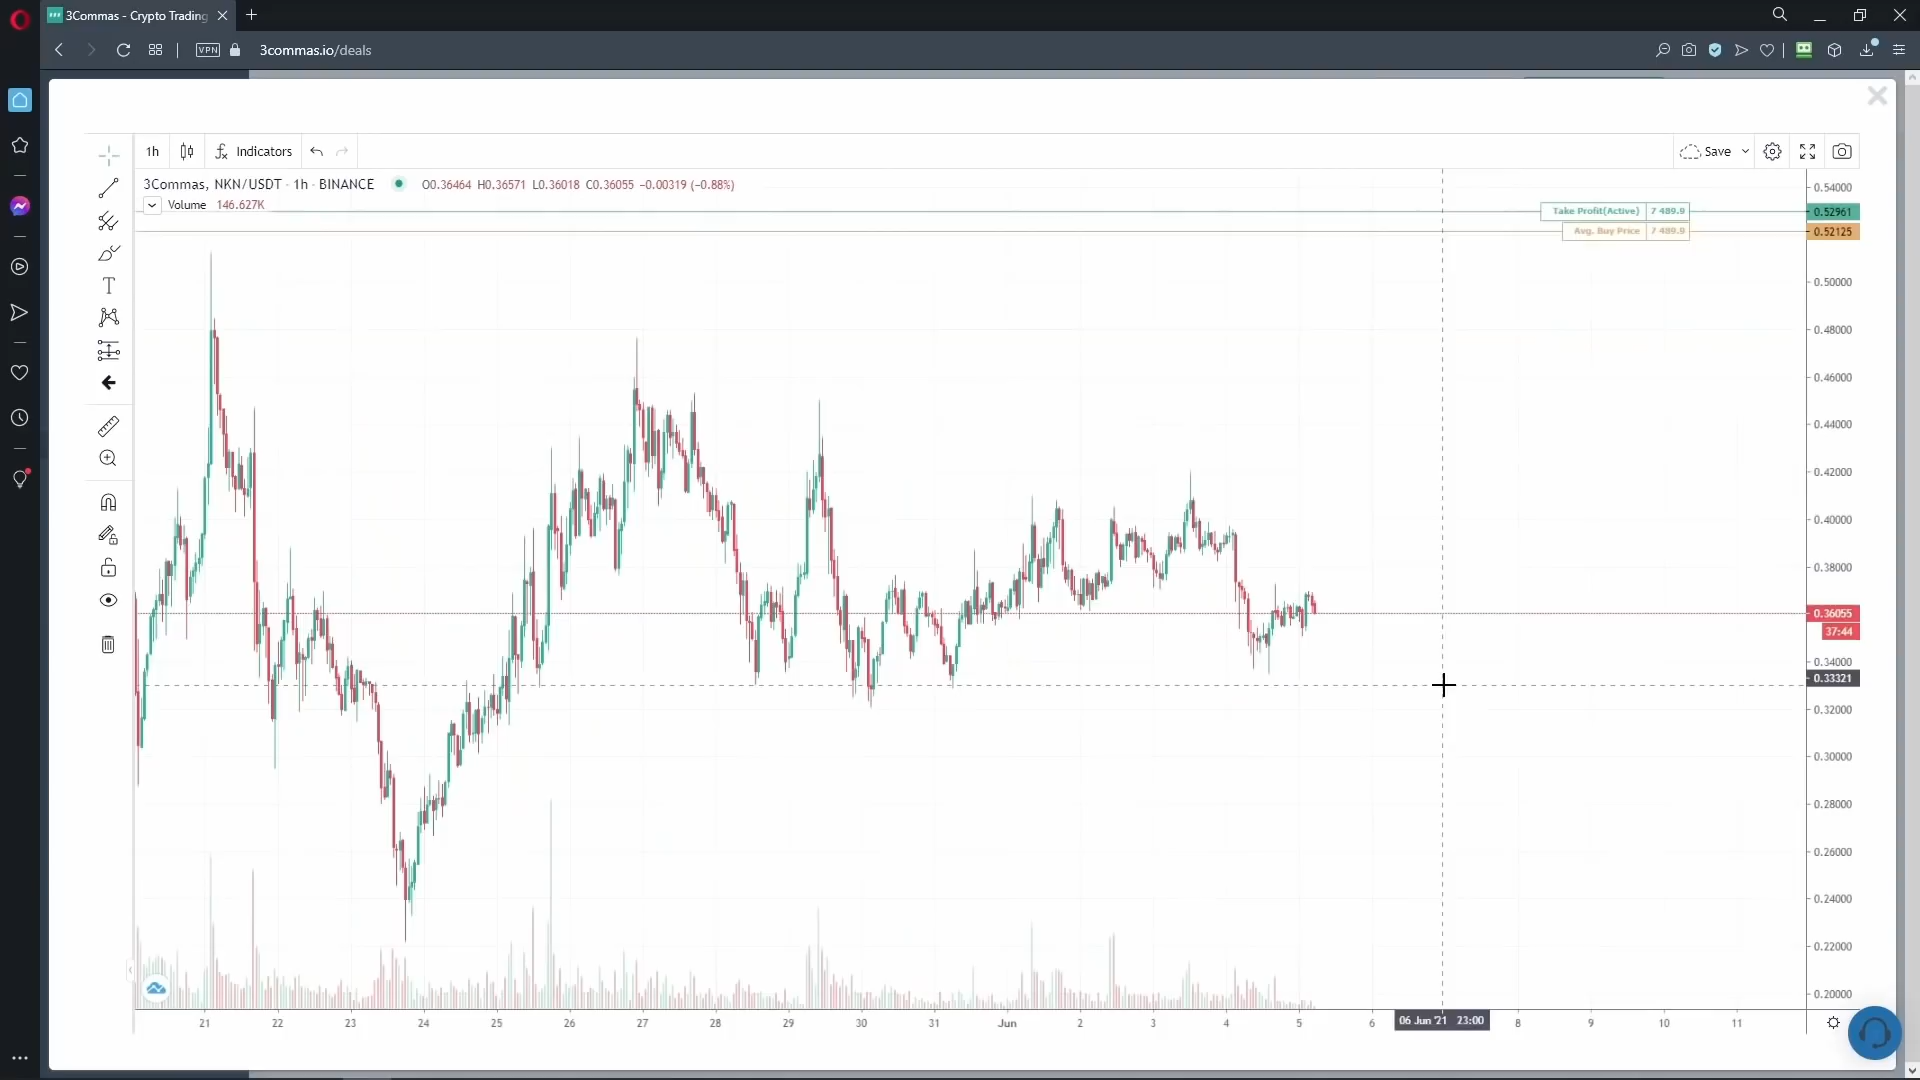 3Commas - Crypto Trading
VPN
3commas.io/deals
1h
Indicators
Save
3Commas, NKN/USDT · 1h · BINANCE
O0.36464 H0.36571 L0.36018 C0.36055 −0.00319 (−0.88%)
Volume 146.627K
Take Profit(Active) 7 489.9
Avg. Buy Price 7 489.9
0.54000
0.52961
0.52125
0.50000
0.48000
0.46000
0.44000
0.42000
0.40000
0.38000
0.36055
37:44
0.34000
0.33321
0.32000
0.30000
0.28000
0.26000
0.24000
0.22000
0.20000
21 22 23 24 25 26 27 28 29 30 31 Jun 2 3 4 5 6 06 Jun '21 23:00 8 9 10 11